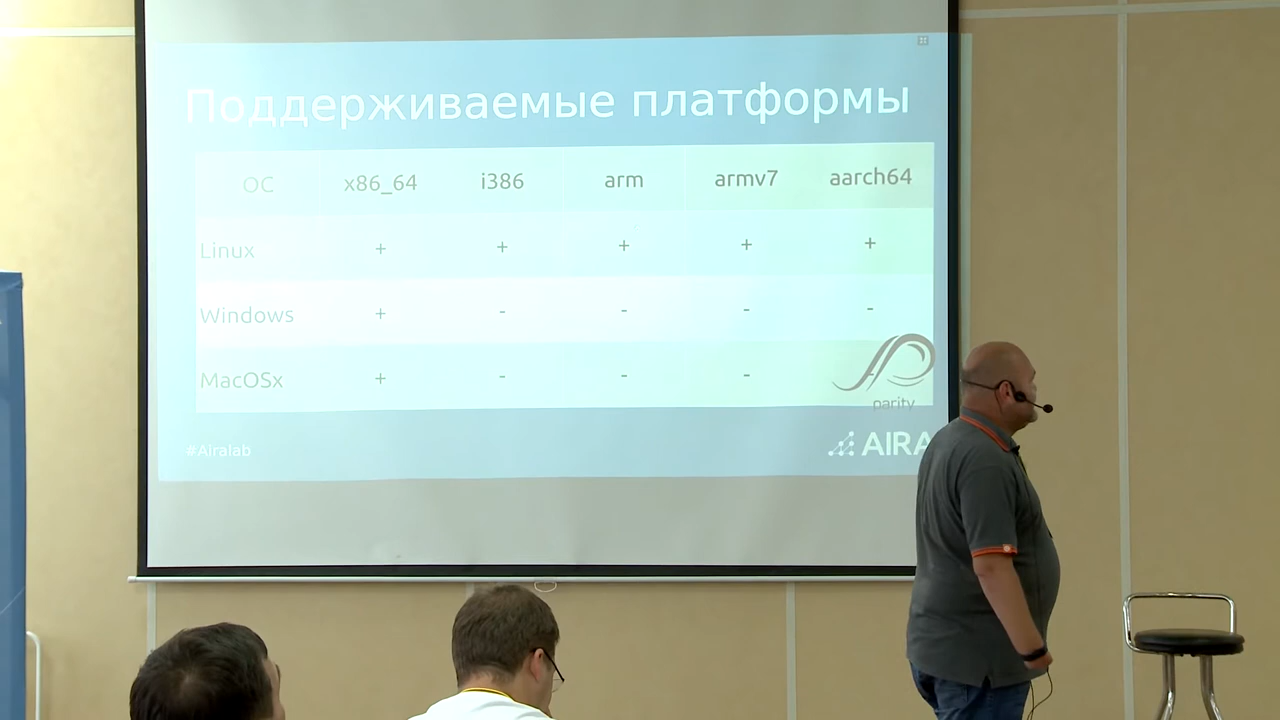 Поддерживаемые платформы
ОС x86_64 i386 arm armv7 aarch64
Linux + + + + +
Windows + - - - -
MacOSx + - - -
parity
#Airalab
AIRA